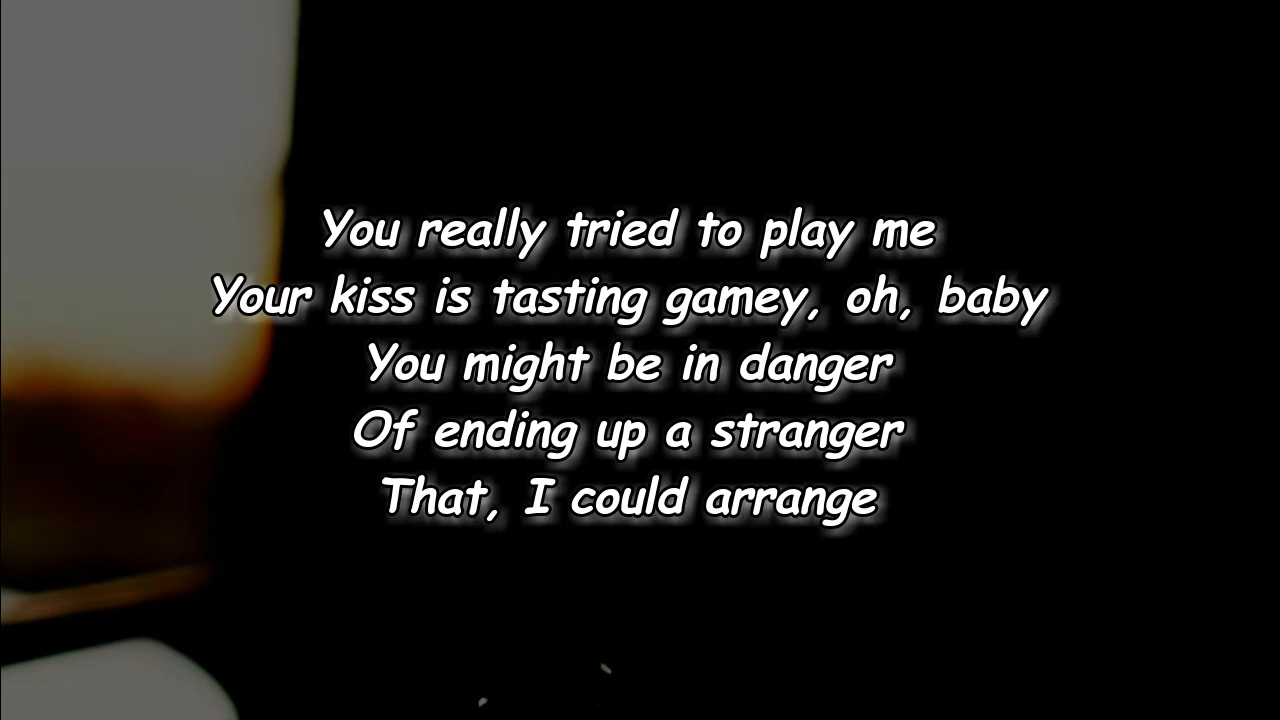 You really tried to play me
Your kiss is tasting gamey, oh, baby
You might be in danger
Of ending up a stranger
That, I could arrange